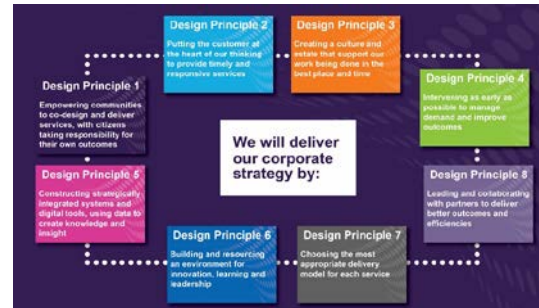 Design Principle 1
Empowering communities
to co-design and deliver
services, with citizens
taking responsibility for
their own outcomes
Design Principle 2
Putting the customer at
the heart of our thinking
to provide timely and
responsive services
Design Principle 3
Creating a culture and
estate that support our
work being done in the
best place and time
Design Principle 4
Intervening as early as
possible to manage
demand and improve
outcomes
We will deliver
our corporate
strategy by:
Design Principle 5
Constructing strategically
integrated systems and
digital tools, using data to
create knowledge and
insight
Design Principle 6
Building and resourcing
an environment for
innovation, learning and
leadership
Design Principle 7
Choosing the most
appropriate delivery
model for each service
Design Principle 8
Leading and collaborating
with partners to deliver
better outcomes and
efficiencies